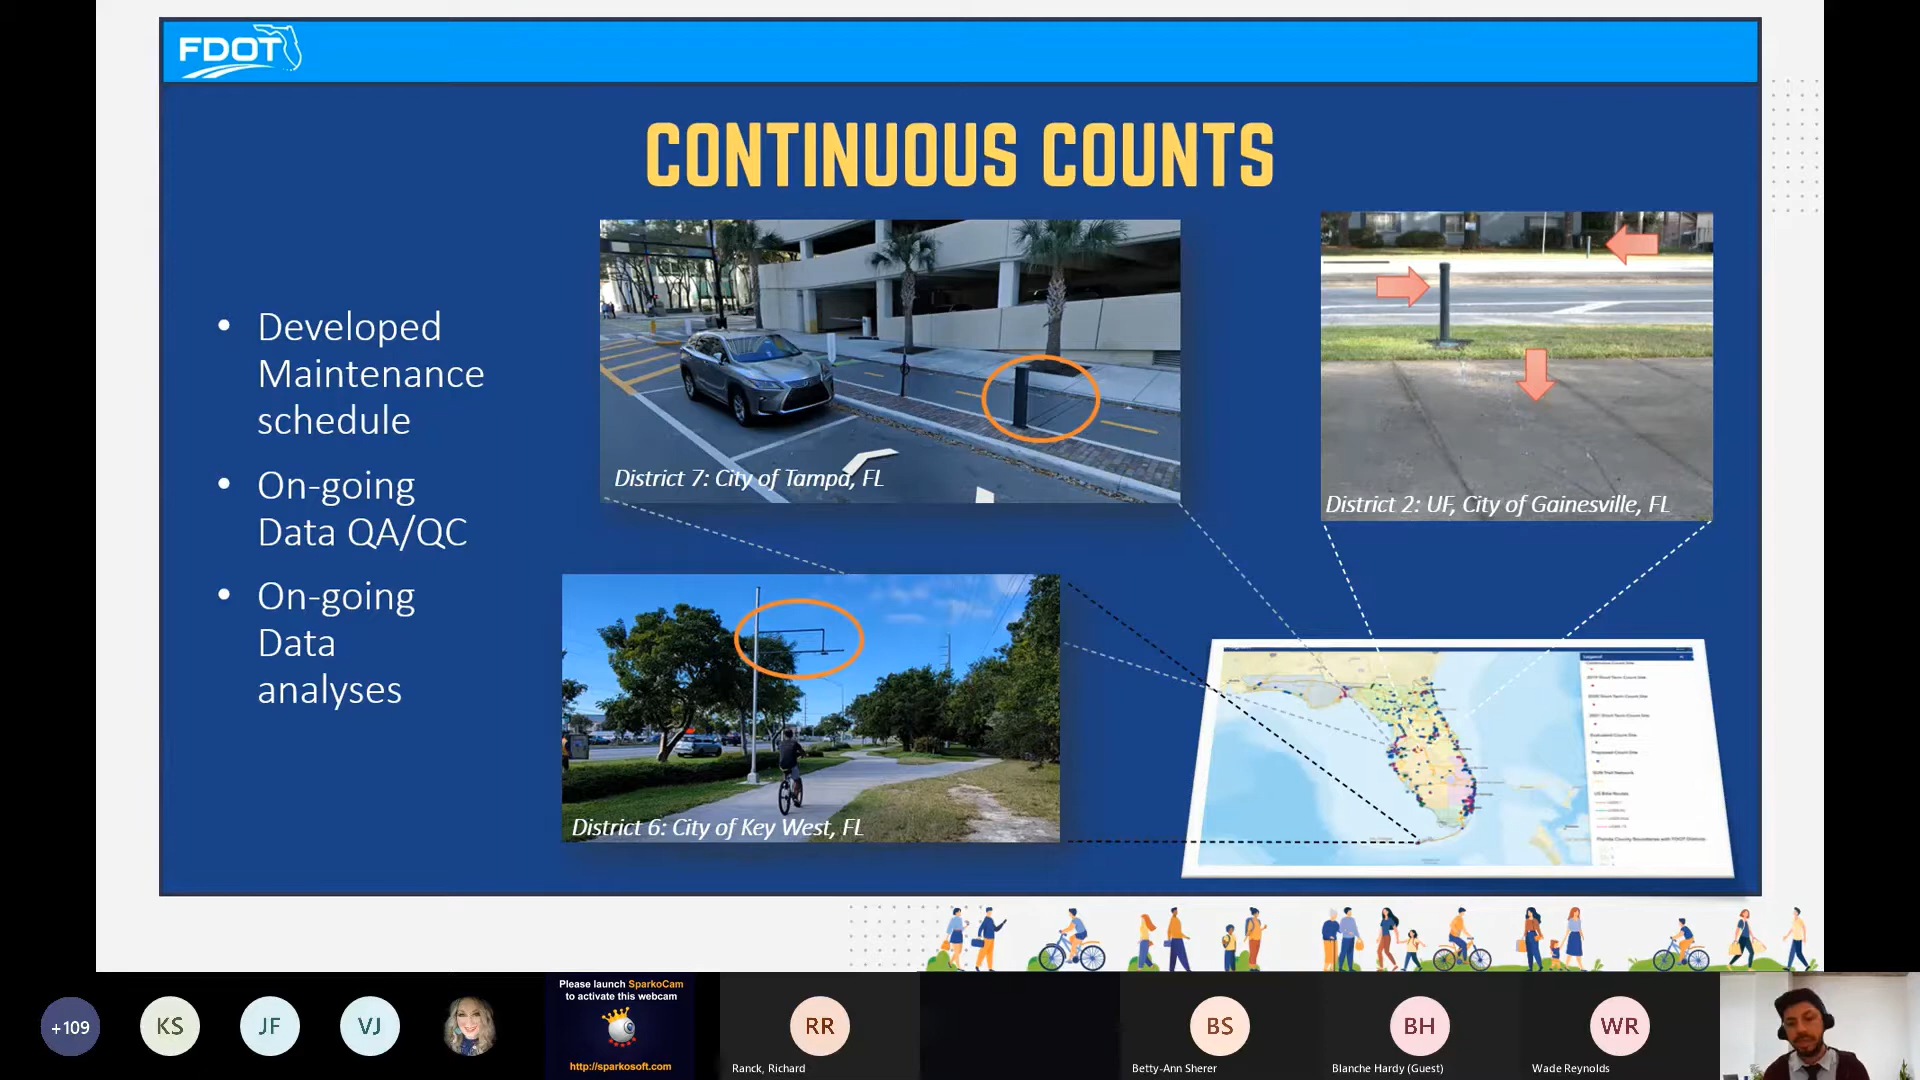 FDOT
CONTINUOUS COUNTS
• Developed
Maintenance
schedule
• On-going
Data QA/QC
• On-going
Data
analyses
District 7: City of Tampa, FL
District 2: UF, City of Gainesville, FL
District 6: City of Key West, FL
Legend
+109
KS
JF
VJ
Please launch SparkoCam
to activate this webcam
http://sparkosoft.com
RR
Ranck, Richard
BS
Betty-Ann Sherer
BH
Blanche Hardy (Guest)
WR
Wade Reynolds